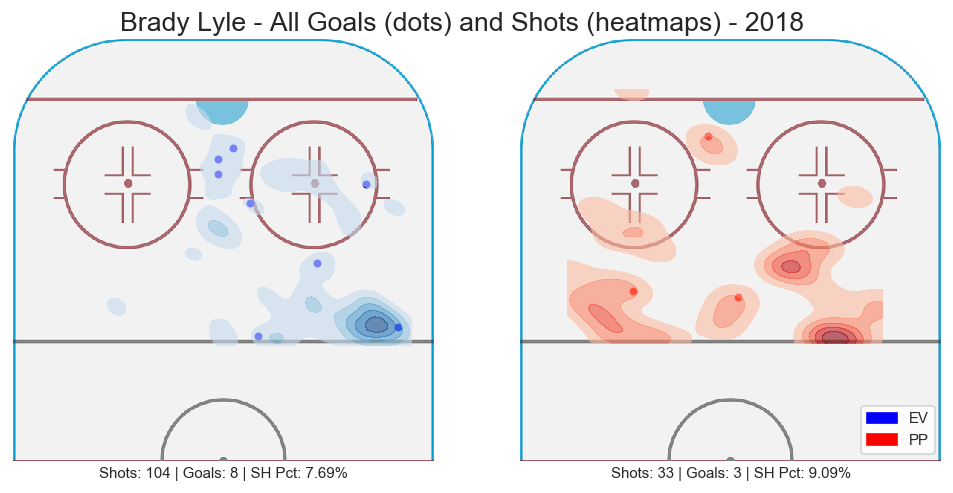 Brady Lyle - All Goals (dots) and Shots (heatmaps) - 2018
EV
PP
Shots: 104 | Goals: 8 | SH Pct: 7.69%
Shots: 33 | Goals: 3 | SH Pct: 9.09%